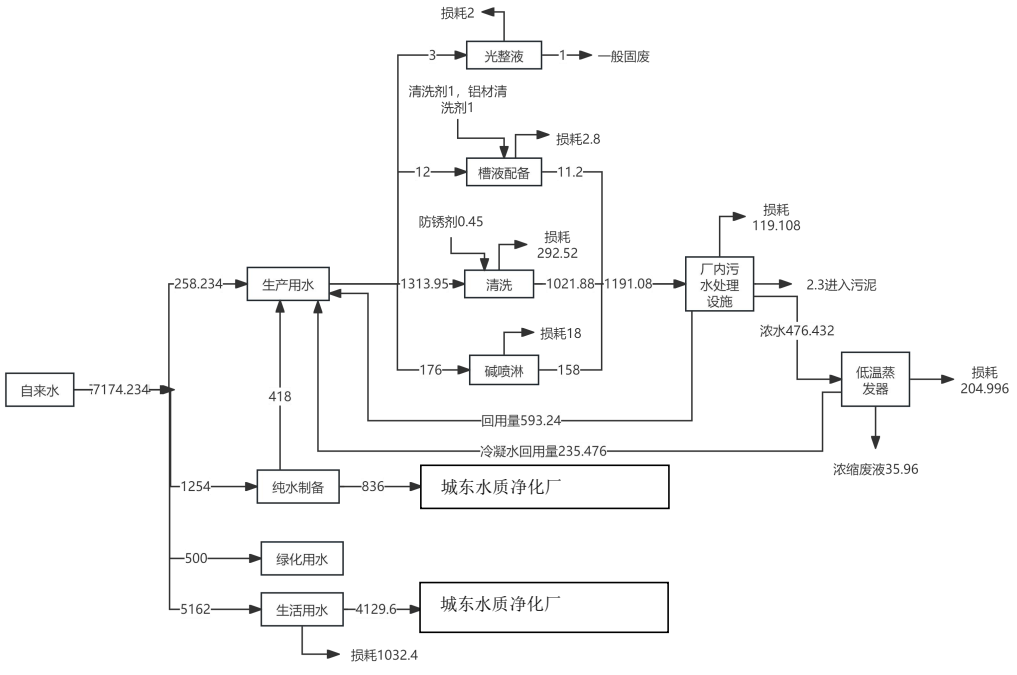 损耗2
3
光整液
1
一般固废
清洗剂1，铝材清
洗剂1
损耗2.8
12
槽液配备
11.2
防锈剂0.45
损耗
292.52
损耗
119.108
258.234
生产用水
1313.95
清洗
1021.88
1191.08
厂内污
水处理
设施
2.3进入污泥
浓水476.432
损耗18
176
碱喷淋
158
自来水
7174.234
418
低温蒸
发器
损耗
204.996
回用量593.24
冷凝水回用量235.476
浓缩废液35.96
1254
纯水制备
836
城东水质净化厂
500
绿化用水
5162
生活用水
4129.6
城东水质净化厂
损耗1032.4